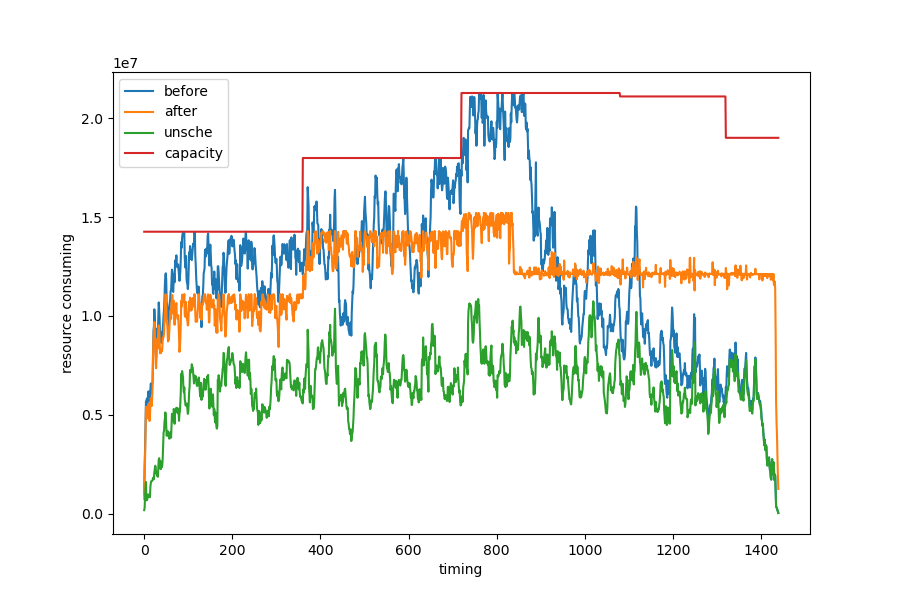 1e7
before
after
unsche
capacity
2.0
1.5
1.0
0.5
0.0
resource consuming
0 200 400 600 800 1000 1200 1400
timing